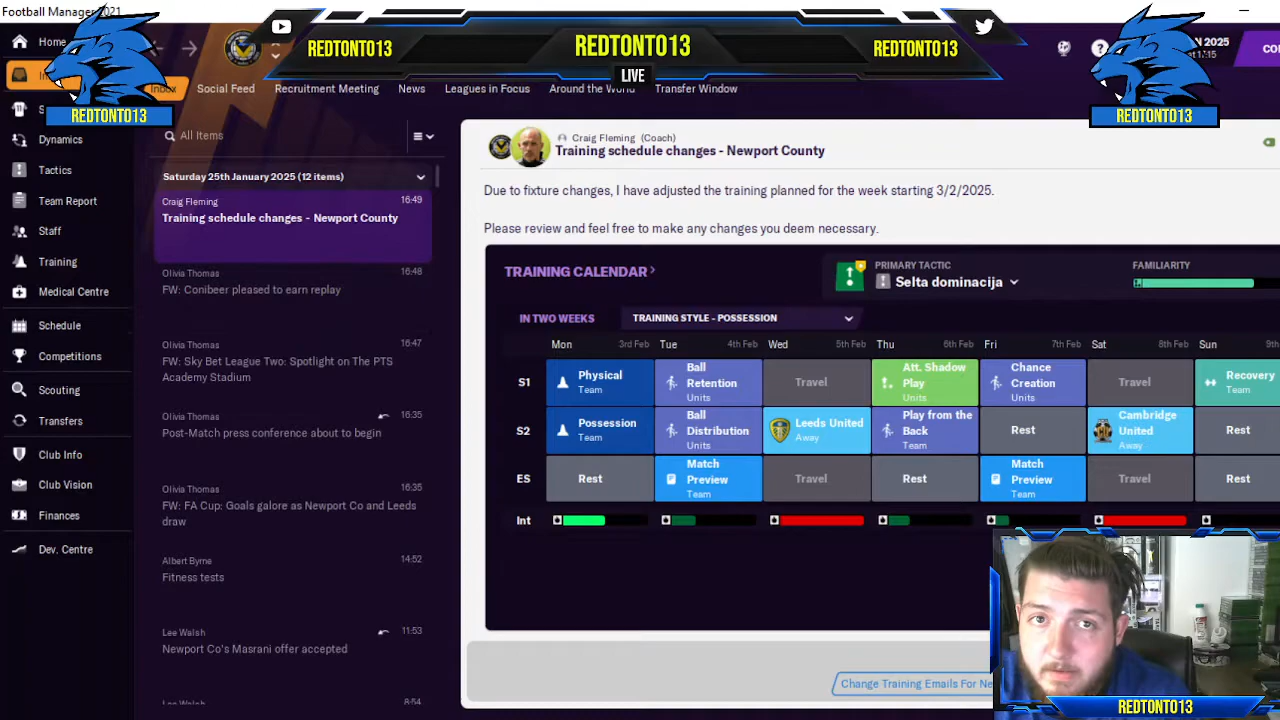 Football Manager 2021
REDTONTO13
REDTONTO13
REDTONTO13
LIVE
REDTONTO13
REDTONTO13
Home
2025
15
Inbox
Social Feed
Recruitment Meeting
News
Leagues in Focus
Around the World
Transfer Window
Dynamics
Tactics
Team Report
Staff
Training
Medical Centre
Schedule
Competitions
Scouting
Transfers
Club Info
Club Vision
Finances
Dev. Centre
All Items
Saturday 25th January 2025 (12 items)
Craig Fleming 16:49
Training schedule changes - Newport County
Olivia Thomas 16:48
FW: Conibeer pleased to earn replay
Olivia Thomas 16:47
FW: Sky Bet League Two: Spotlight on The PTS
Academy Stadium
Olivia Thomas 16:35
Post-Match press conference about to begin
Olivia Thomas 16:35
FW: FA Cup: Goals galore as Newport Co and Leeds
draw
Albert Byrne 14:52
Fitness tests
Lee Walsh 11:53
Newport Co's Masrani offer accepted
Lee Walsh 8:54
Craig Fleming (Coach)
Training schedule changes - Newport County
Due to fixture changes, I have adjusted the training planned for the week starting 3/2/2025.
Please review and feel free to make any changes you deem necessary.
TRAINING CALENDAR
PRIMARY TACTIC
Selta dominacija
FAMILIARITY
IN TWO WEEKS
TRAINING STYLE - POSSESSION
Mon 3rd Feb Tue 4th Feb Wed 5th Feb Thu 6th Feb Fri 7th Feb Sat 8th Feb Sun 9th
S1
Physical
Team
Ball
Retention
Units
Travel
Att. Shadow
Play
Units
Chance
Creation
Units
Travel
Recovery
Team
S2
Possession
Team
Ball
Distribution
Units
Leeds United
Away
Play from the
Back
Team
Rest
Cambridge
United
Away
Rest
ES
Rest
Match
Preview
Team
Travel
Rest
Match
Preview
Team
Travel
Rest
Int
Change Training Emails For Ne
REDTONTO13